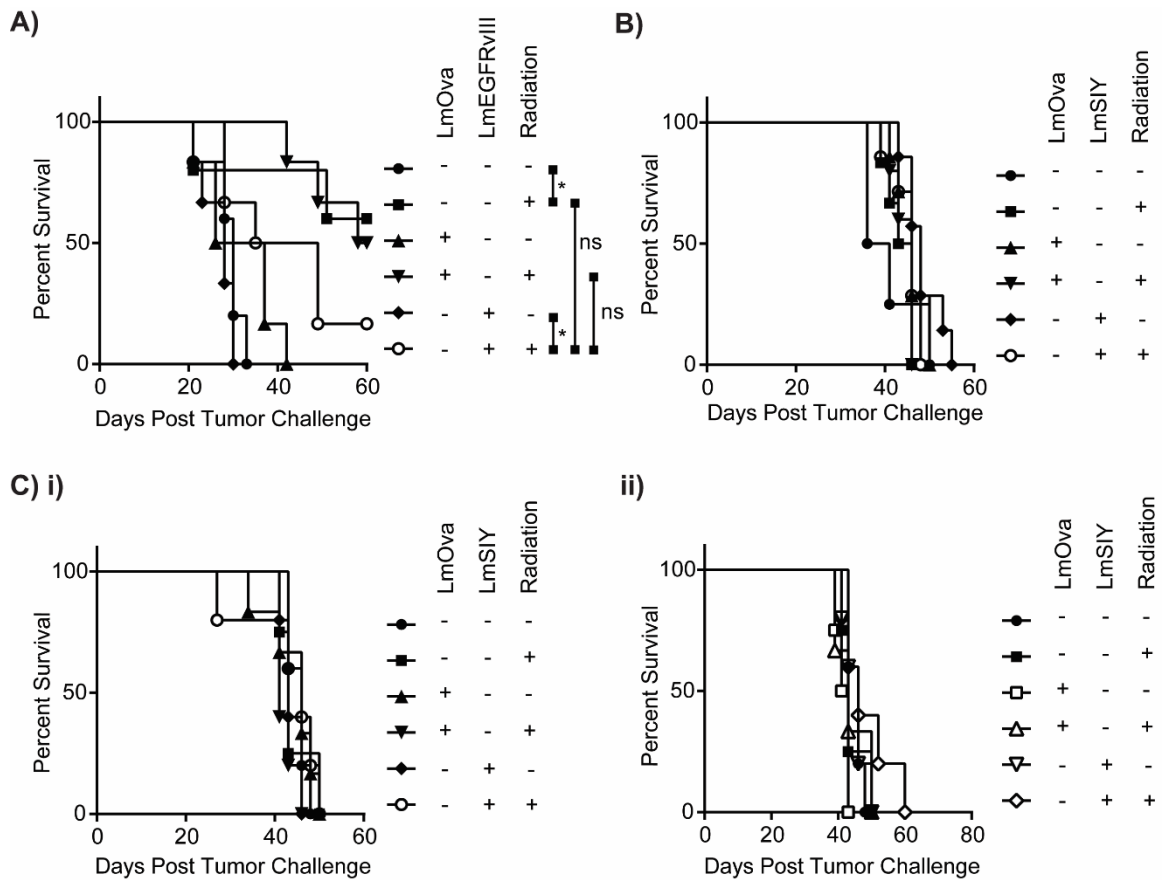 A)
LmOva
LmEGFRvIII
Radiation
100
50
0
Percent Survival
0 20 40 60
Days Post Tumor Challenge
- - -
- - +
+ - -
+ - +
- + -
- + +
*
*
ns
ns
B)
LmOva
LmSIY
Radiation
100
50
0
Percent Survival
0 20 40 60
Days Post Tumor Challenge
- - -
- - +
+ - -
+ - +
- + -
- + +
C) i)
LmOva
LmSIY
Radiation
100
50
0
Percent Survival
0 20 40 60
Days Post Tumor Challenge
- - -
- - +
+ - -
+ - +
- + -
- + +
ii)
LmOva
LmSIY
Radiation
100
50
0
Percent Survival
0 20 40 60 80
Days Post Tumor Challenge
- - -
- - +
+ - -
+ - +
- + -
- + +